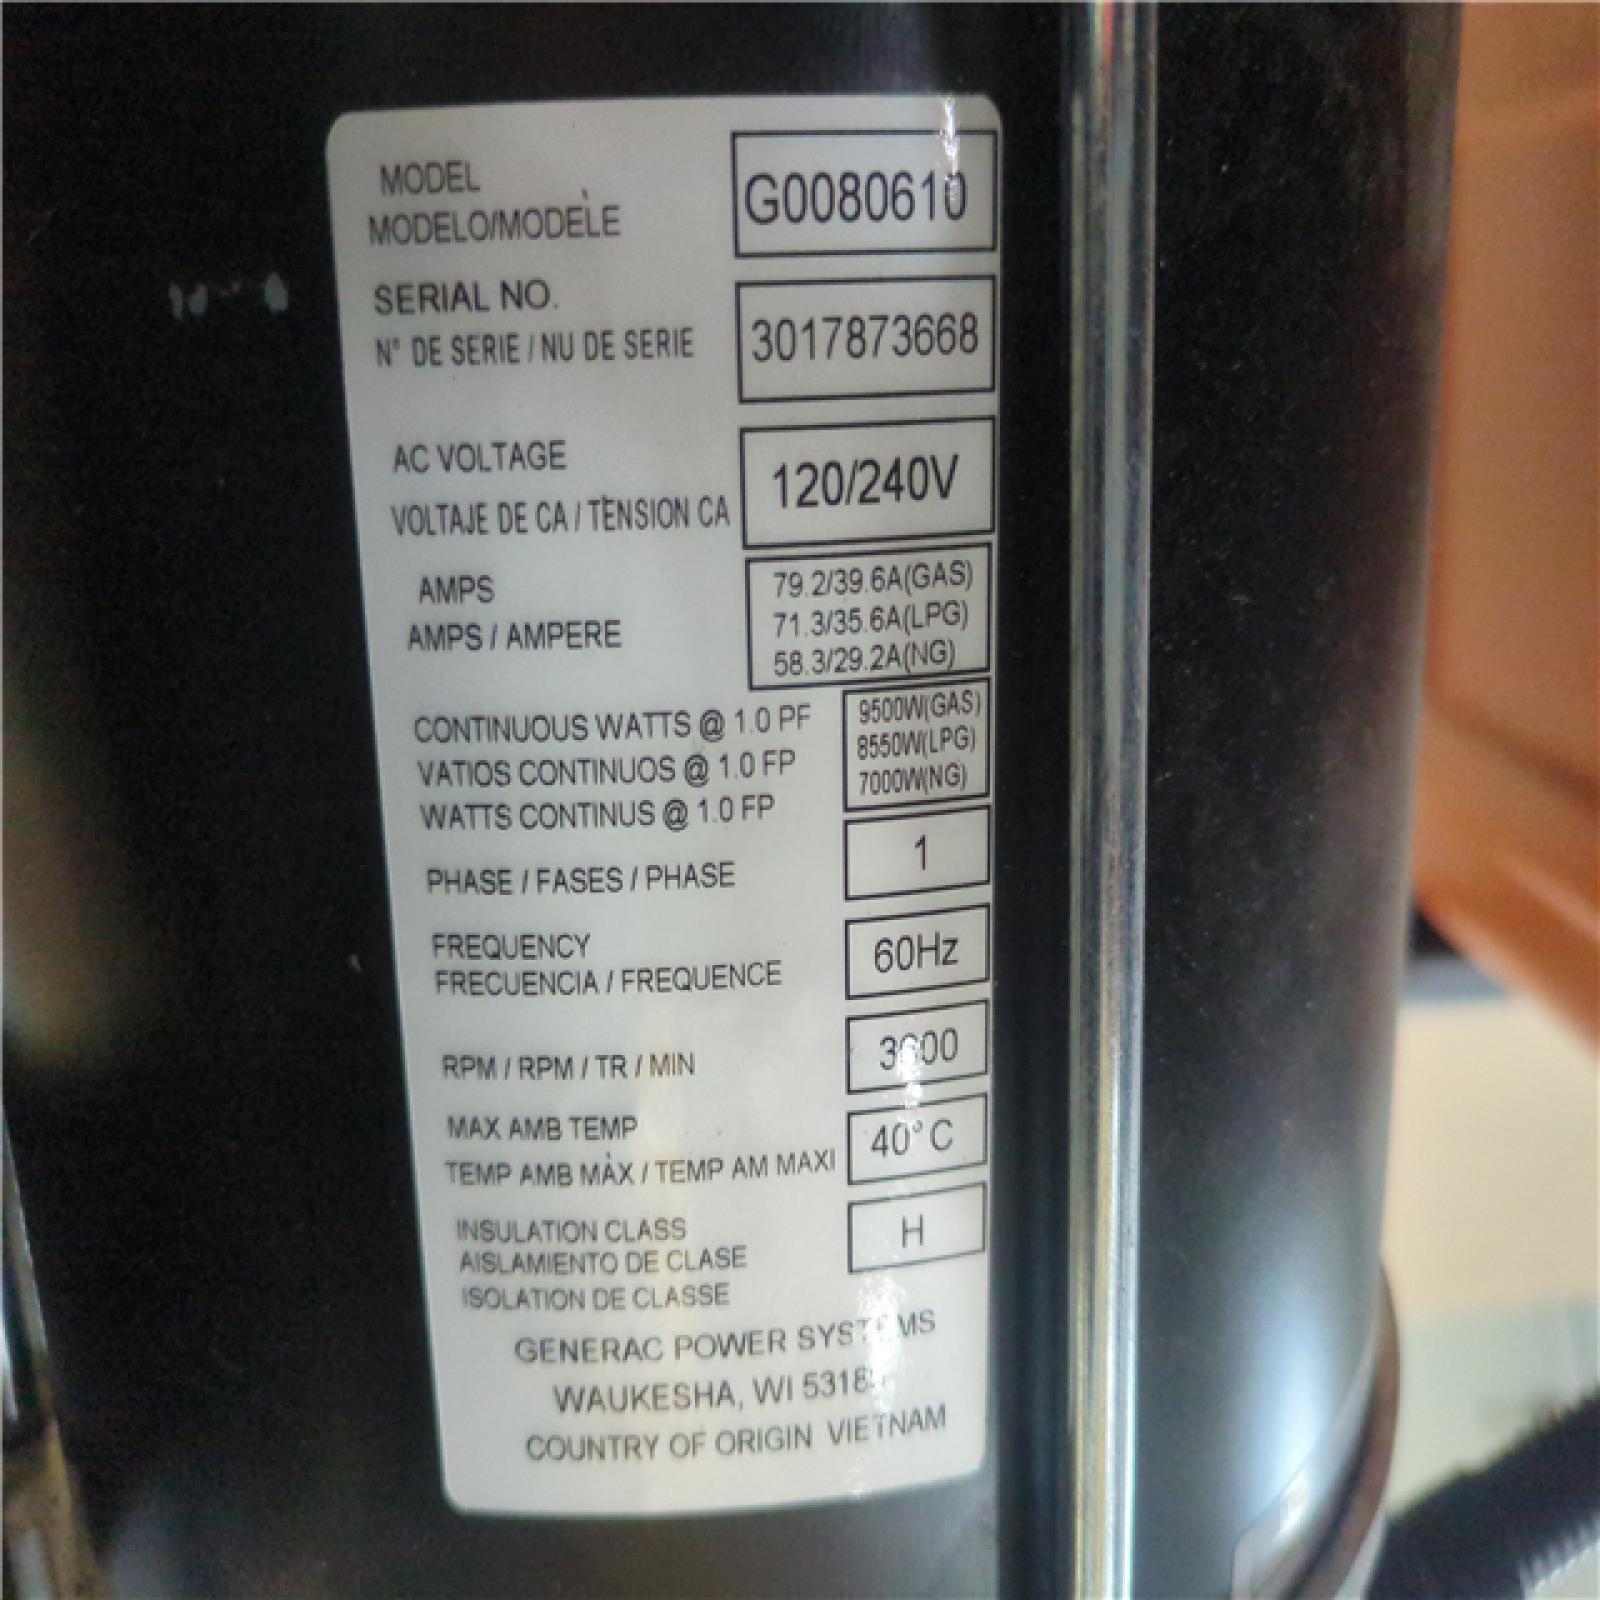 MODEL
MODELO/MODÈLE
G0080610
SERIAL NO.
N° DE SERIE / NU DE SERIE
3017873668
AC VOLTAGE
VOLTAJE DE CA / TÈNSION CA
120/240V
AMPS
AMPS / AMPERE
79.2/39.6A(GAS)
71.3/35.6A(LPG)
58.3/29.2A(NG)
CONTINUOUS WATTS @ 1.0 PF
VATIOS CONTINUOS @ 1.0 FP
WATTS CONTINUS @ 1.0 FP
9500W(GAS)
8550W(LPG)
7000W(NG)
PHASE / FASES / PHASE
1
FREQUENCY
FRECUENCIA / FREQUENCE
60Hz
RPM / RPM / TR / MIN
3600
MAX AMB TEMP
TEMP AMB MÀX / TEMP AM MAXI
40°C
INSULATION CLASS
AISLAMIENTO DE CLASE
ISOLATION DE CLASSE
H
GENERAC POWER SYSTEMS
WAUKESHA, WI
COUNTRY OF ORIGIN VIETNAM